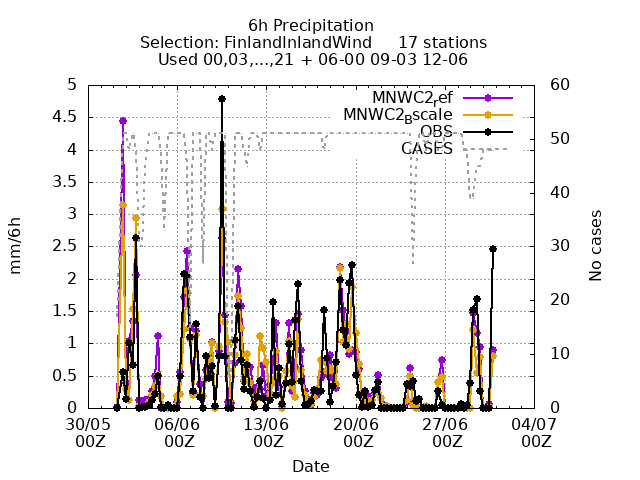 6h Precipitation
Selection: FinlandInlandWind 17 stations
Used 00,03,...,21 + 06-00 09-03 12-06
MNWC2ref
MNWC2Bscale
OBS
CASES
5
4.5
4
3.5
3
2.5
2
1.5
1
0.5
0
mm/6h
60
50
40
30
20
10
0
No cases
30/05 06/06 13/06 20/06 27/06 04/07
00Z 00Z 00Z 00Z 00Z 00Z
Date